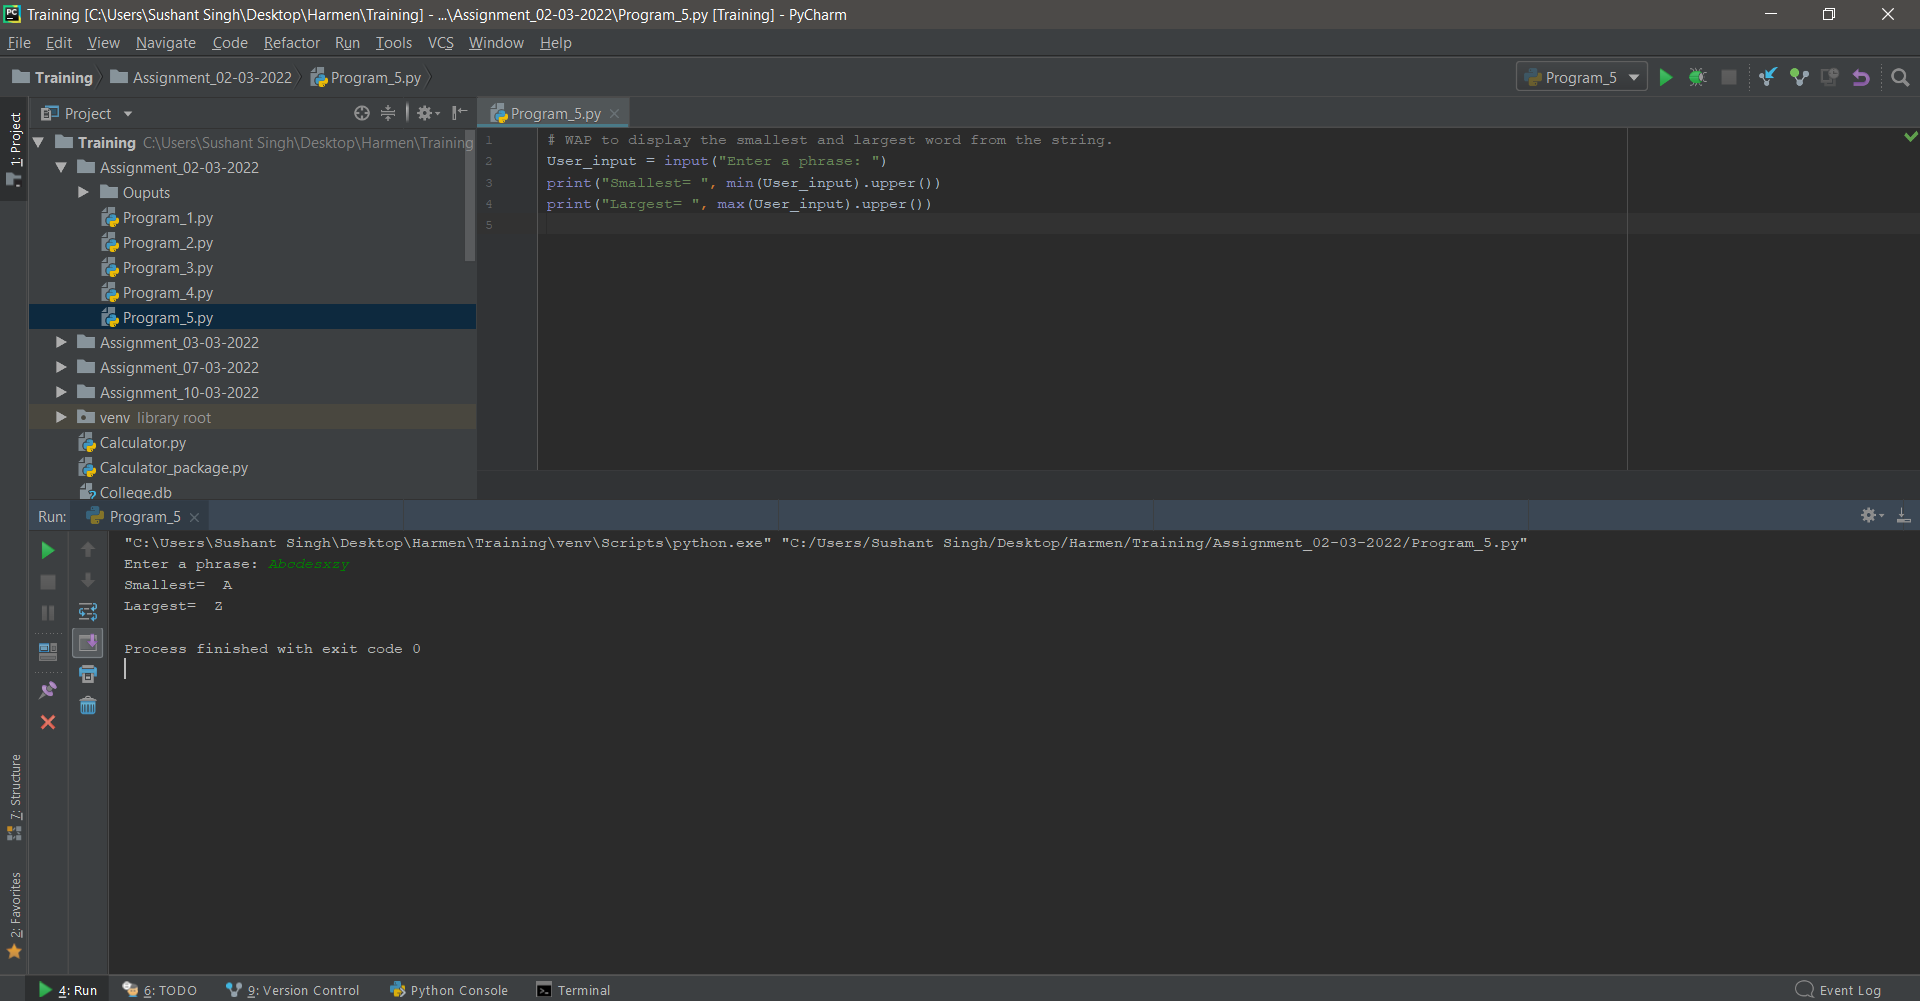 Training [C:\Users\Sushant Singh\Desktop\Harmen\Training] - ...\Assignment_02-03-2022\Program_5.py [Training] - PyCharm
File Edit View Navigate Code Refactor Run Tools VCS Window Help
Training Assignment_02-03-2022 Program_5.py Program_5
1: Project
Project
Training C:\Users\Sushant Singh\Desktop\Harmen\Training
Assignment_02-03-2022
Ouputs
Program_1.py
Program_2.py
Program_3.py
Program_4.py
Program_5.py
Assignment_03-03-2022
Assignment_07-03-2022
Assignment_10-03-2022
venv library root
Calculator.py
Calculator_package.py
College.db
Program_5.py
1 # WAP to display the smallest and largest word from the string.
2 User_input = input("Enter a phrase: ")
3 print("Smallest= ", min(User_input).upper())
4 print("Largest= ", max(User_input).upper())
5
Run: Program_5
"C:\Users\Sushant Singh\Desktop\Harmen\Training\venv\Scripts\python.exe" "C:/Users/Sushant Singh/Desktop/Harmen/Training/Assignment_02-03-2022/Program_5.py"
Enter a phrase: Abcdesxzy
Smallest=  A
Largest=  Z
Process finished with exit code 0
7: Structure
2: Favorites
4: Run 6: TODO 9: Version Control Python Console Terminal Event Log